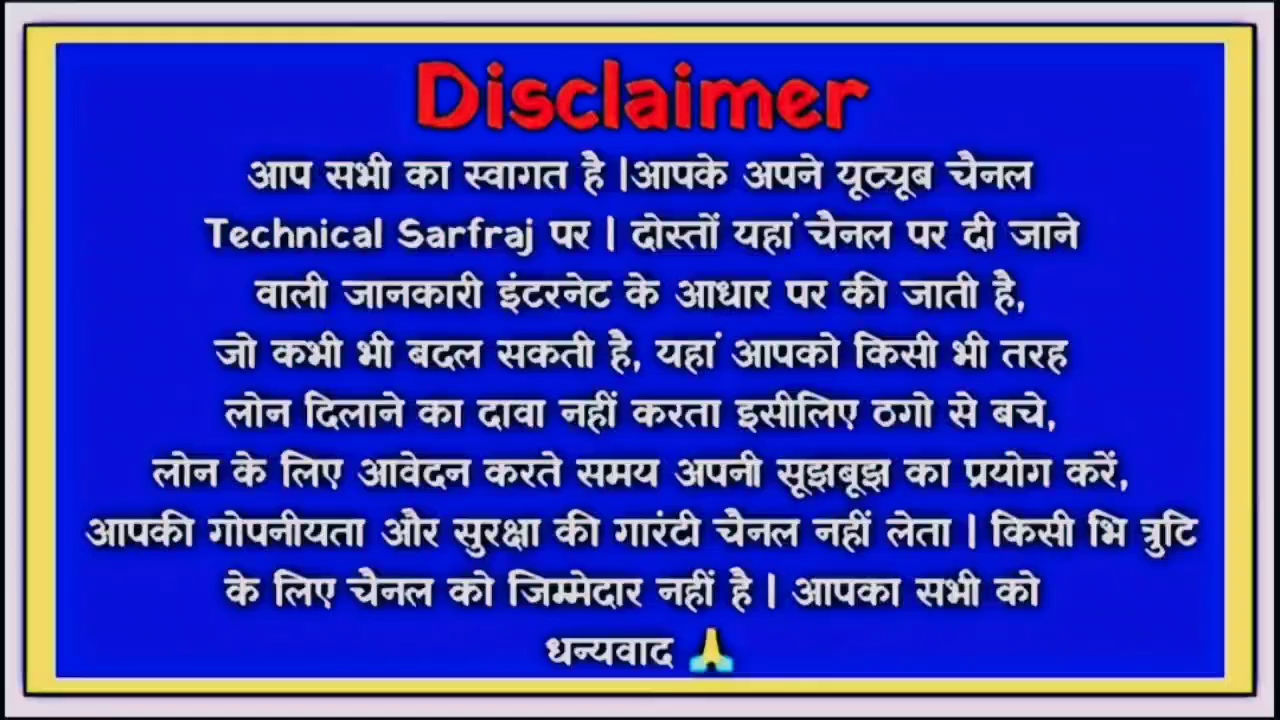 Disclaimer
आप सभी का स्वागत है |आपके अपने यूट्यूब चैनल
Technical Sarfraj पर | दोस्तों यहां चैनल पर दी जाने
वाली जानकारी इंटरनेट के आधार पर की जाती है,
जो कभी भी बदल सकती है, यहां आपको किसी भी तरह
लोन दिलाने का दावा नहीं करता इसीलिए ठगो से बचे,
लोन के लिए आवेदन करते समय अपनी सूझबूझ का प्रयोग करें,
आपकी गोपनीयता और सुरक्षा की गारंटी चैनल नहीं लेता | किसी भि त्रुटि
के लिए चैनल को जिम्मेदार नहीं है | आपका सभी को
धन्यवाद 🙏